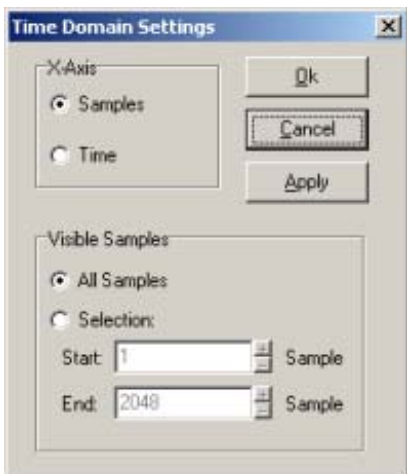 Time Domain Settings
X-Axis
Samples
Time
Ok
Cancel
Apply
Visible Samples
All Samples
Selection:
Start: 1 Sample
End: 2048 Sample